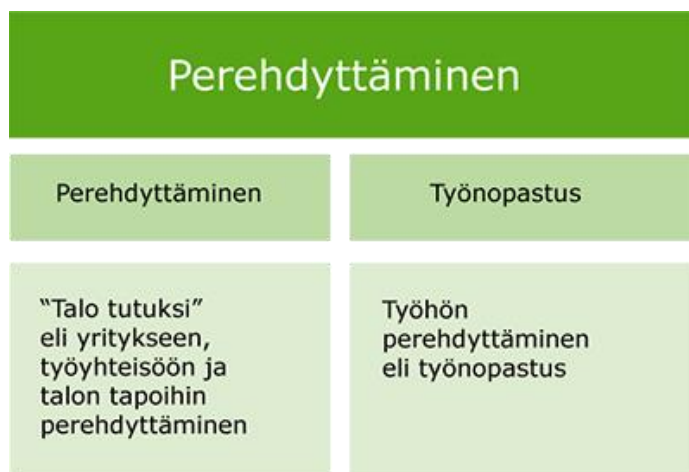 Perehdyttäminen
Perehdyttäminen
Työnopastus
"Talo tutuksi"
eli yritykseen,
työyhteisöön ja
talon tapoihin
perehdyttäminen
Työhön
perehdyttäminen
eli työnopastus